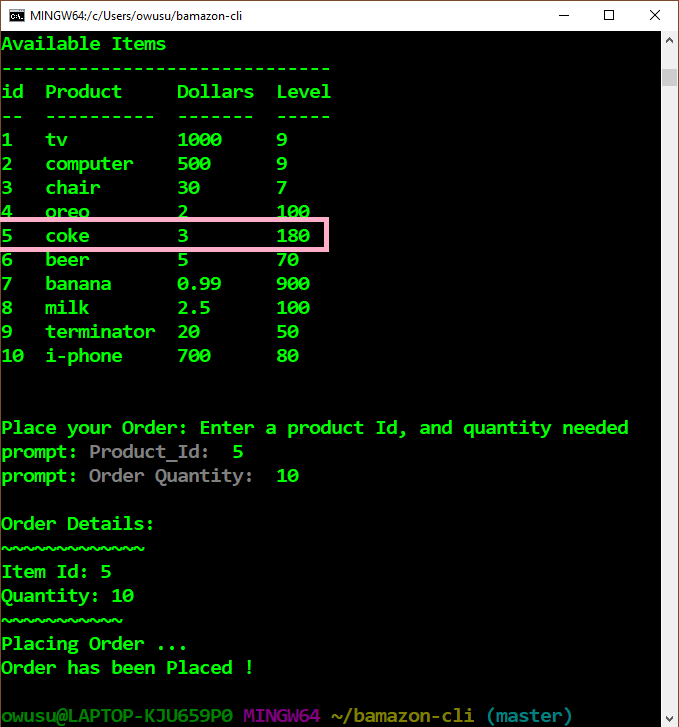 MINGW64:/c/Users/owusu/bamazon-cli
Available Items
------------------------------
id  Product     Dollars  Level
--  ----------  -------  -----
1   tv          1000     9
2   computer    500      9
3   chair       30       7
4   oreo        2        100
5   coke        3        180
6   beer        5        70
7   banana      0.99     900
8   milk        2.5      100
9   terminator  20       50
10  i-phone     700      80
Place your Order: Enter a product Id, and quantity needed
prompt: Product_Id:  5
prompt: Order Quantity:  10
Order Details:
~~~~~~~~~~~~~
Item Id: 5
Quantity: 10
~~~~~~~~~~~
Placing Order ...
Order has been Placed !
owusu@LAPTOP-KJU659P0 MINGW64 ~/bamazon-cli (master)